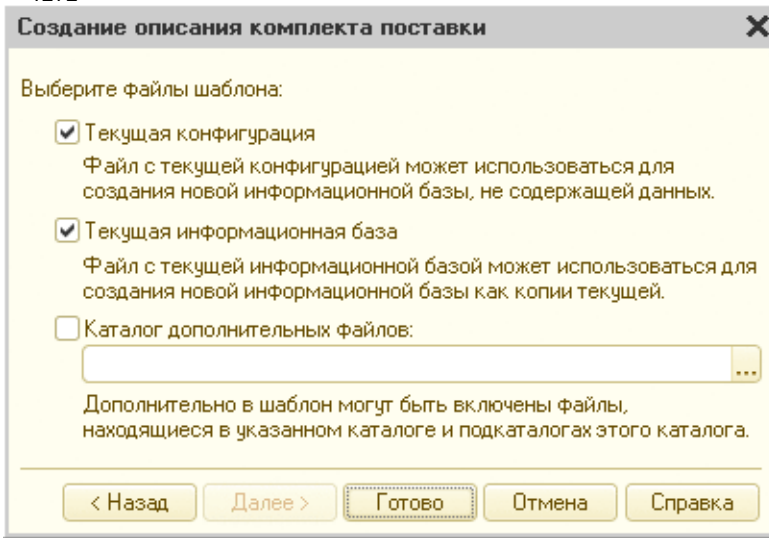 Создание описания комплекта поставки
Выберите файлы шаблона:
Текущая конфигурация
Файл с текущей конфигурацией может использоваться для
создания новой информационной базы, не содержащей данных.
Текущая информационная база
Файл с текущей информационной базой может использоваться для
создания новой информационной базы как копии текущей.
Каталог дополнительных файлов:
...
Дополнительно в шаблон могут быть включены файлы,
находящиеся в указанном каталоге и подкаталогах этого каталога.
< Назад Далее > Готово Отмена Справка